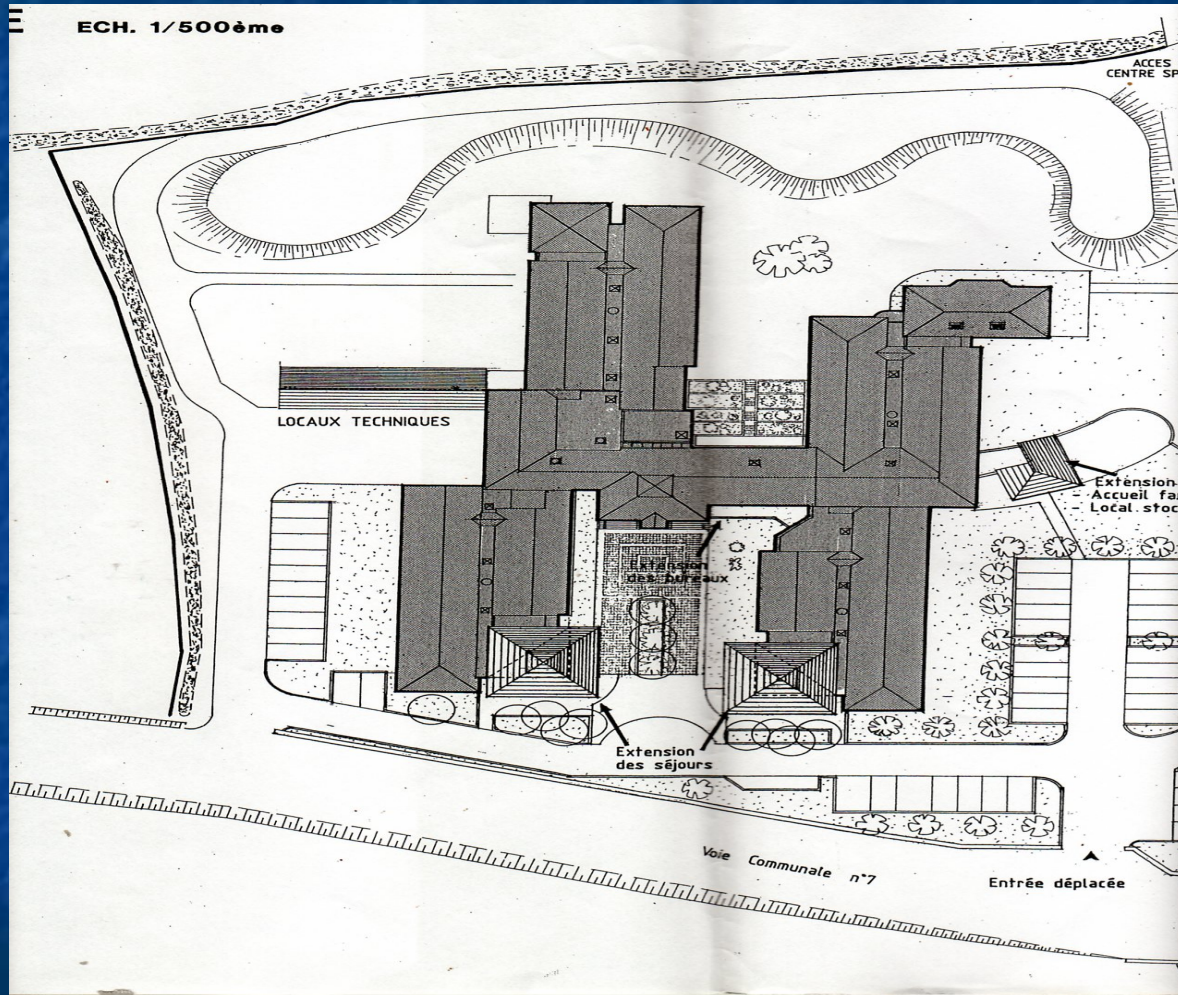 E
ECH. 1/500ème
ACCES
CENTRE SP
LOCAUX TECHNIQUES
Extension
- Accueil fa
- Local stoc
Extension
des bureaux
Extension
des séjours
Voie Communale n°7
Entrée déplacée